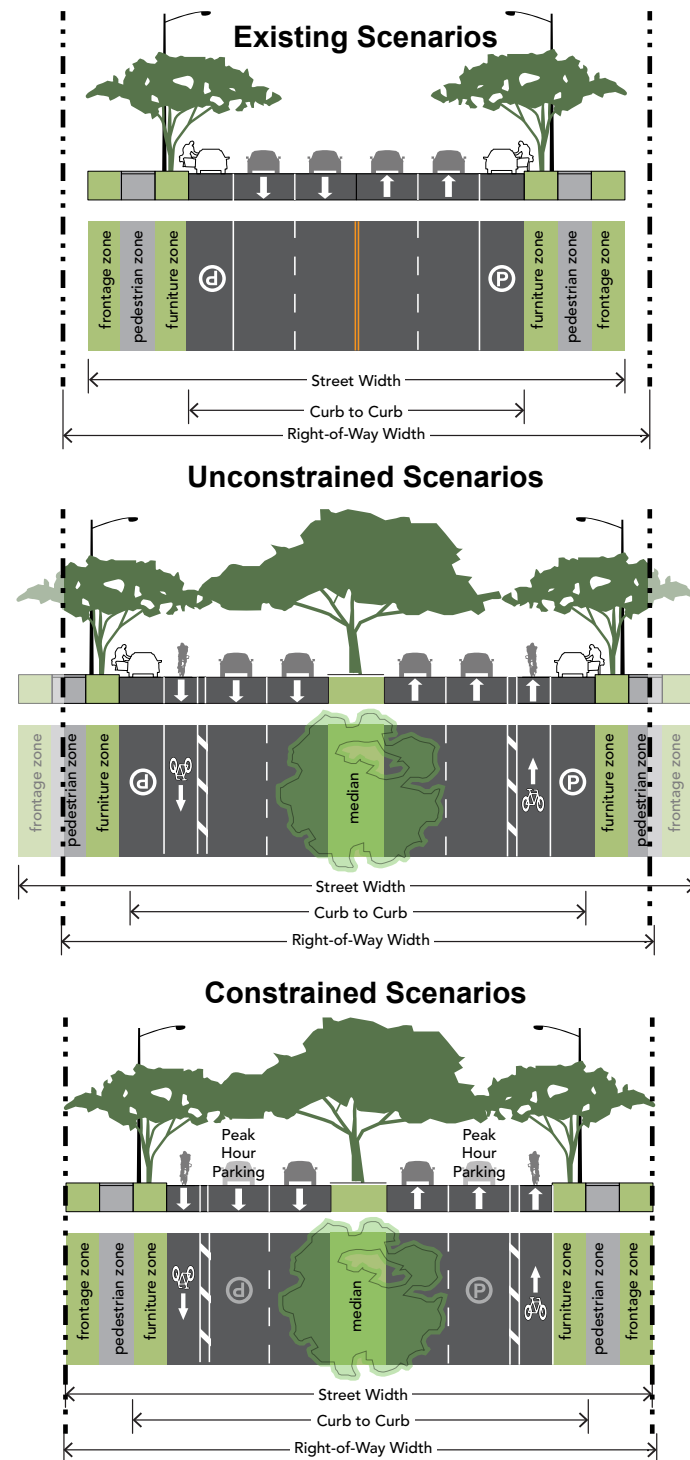 Existing Scenarios
frontage zone
pedestrian zone
furniture zone
P
P
furniture zone
pedestrian zone
frontage zone
Street Width
Curb to Curb
Right-of-Way Width
Unconstrained Scenarios
frontage zone
pedestrian zone
furniture zone
P
median
P
furniture zone
pedestrian zone
frontage zone
Street Width
Curb to Curb
Right-of-Way Width
Constrained Scenarios
Peak
Hour
Parking
Peak
Hour
Parking
frontage zone
pedestrian zone
furniture zone
P
median
P
furniture zone
pedestrian zone
frontage zone
Street Width
Curb to Curb
Right-of-Way Width